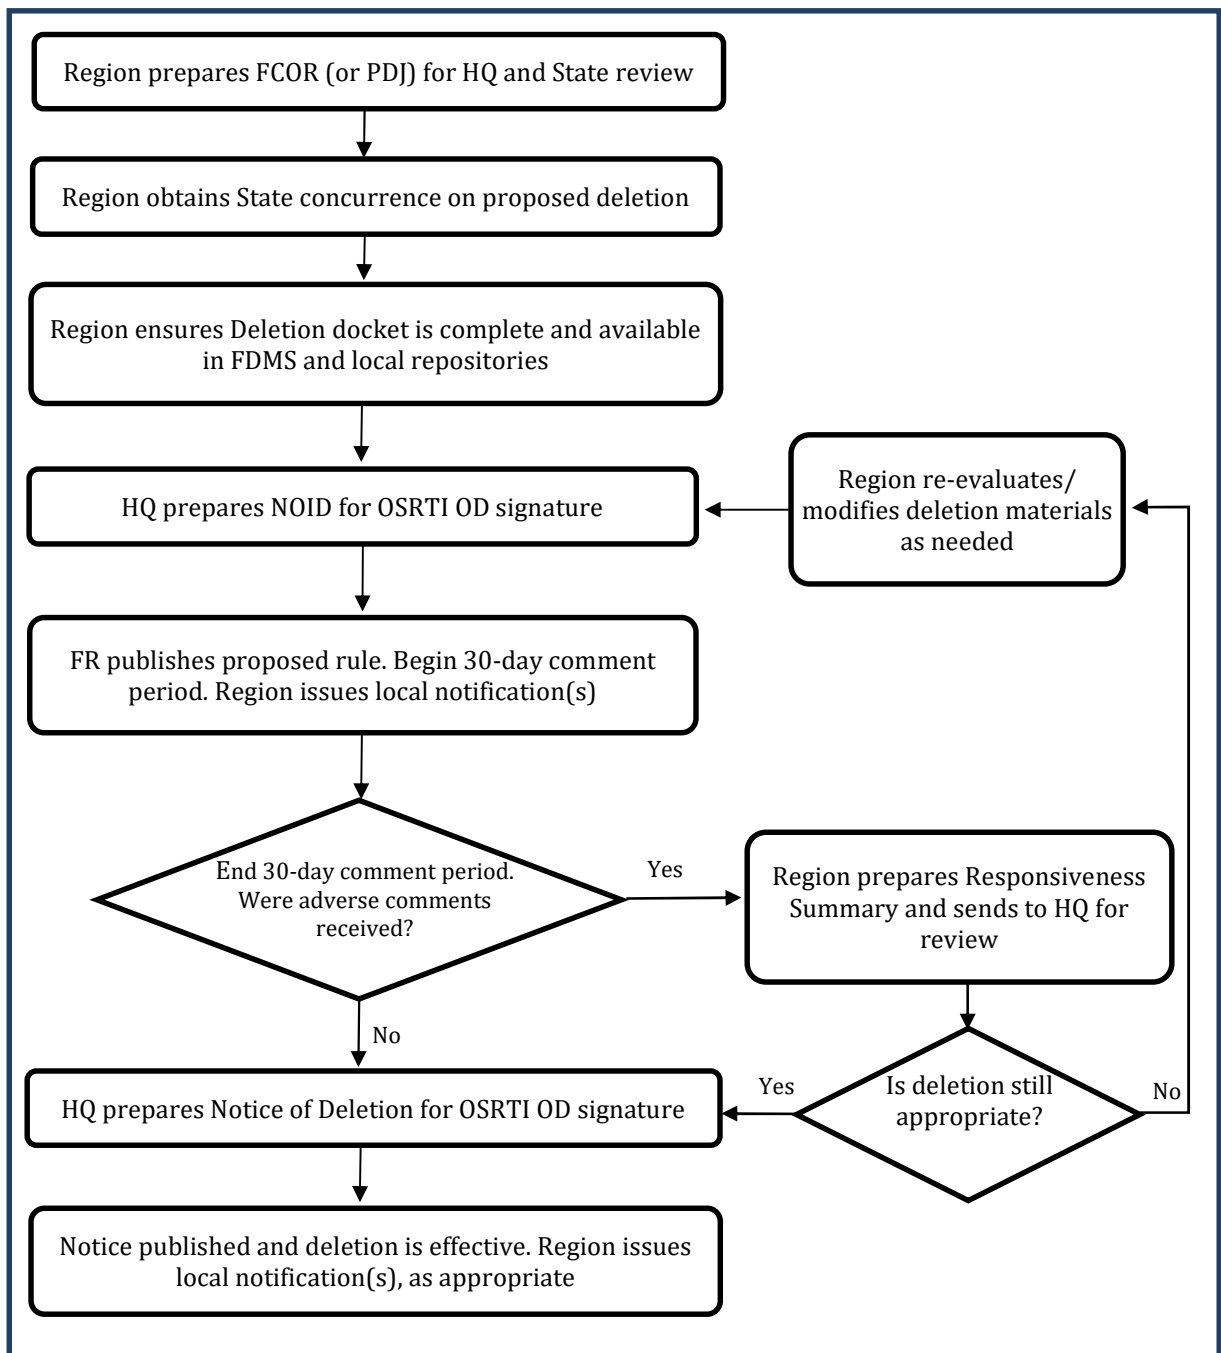 Region prepares FCOR (or PDJ) for HQ and State review
Region obtains State concurrence on proposed deletion
Region ensures Deletion docket is complete and available
in FDMS and local repositories
HQ prepares NOID for OSRTI OD signature
Region re-evaluates/
modifies deletion materials
as needed
FR publishes proposed rule. Begin 30-day comment
period. Region issues local notification(s)
End 30-day comment period.
Were adverse comments
received?
Yes
Region prepares Responsiveness
Summary and sends to HQ for
review
No
HQ prepares Notice of Deletion for OSRTI OD signature
Yes
Is deletion still
appropriate?
No
Notice published and deletion is effective. Region issues
local notification(s), as appropriate